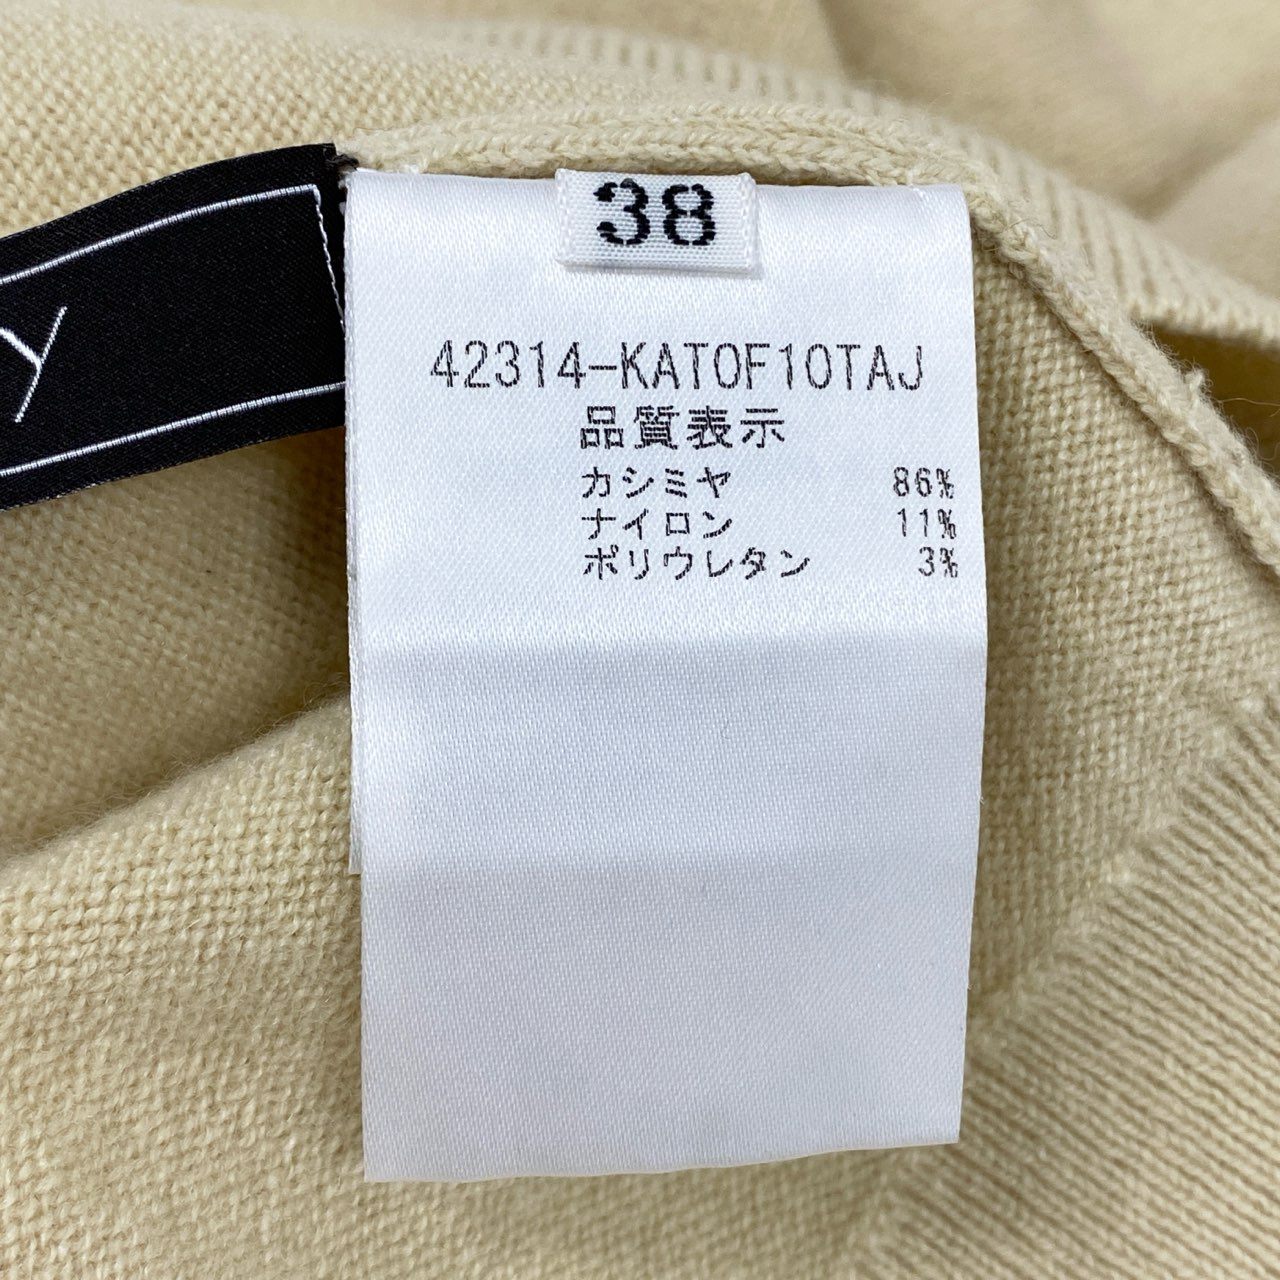 38
y
42314-KATOF10TAJ
品質表示
カシミヤ 86%
ナイロン 11%
ポリウレタン 3%